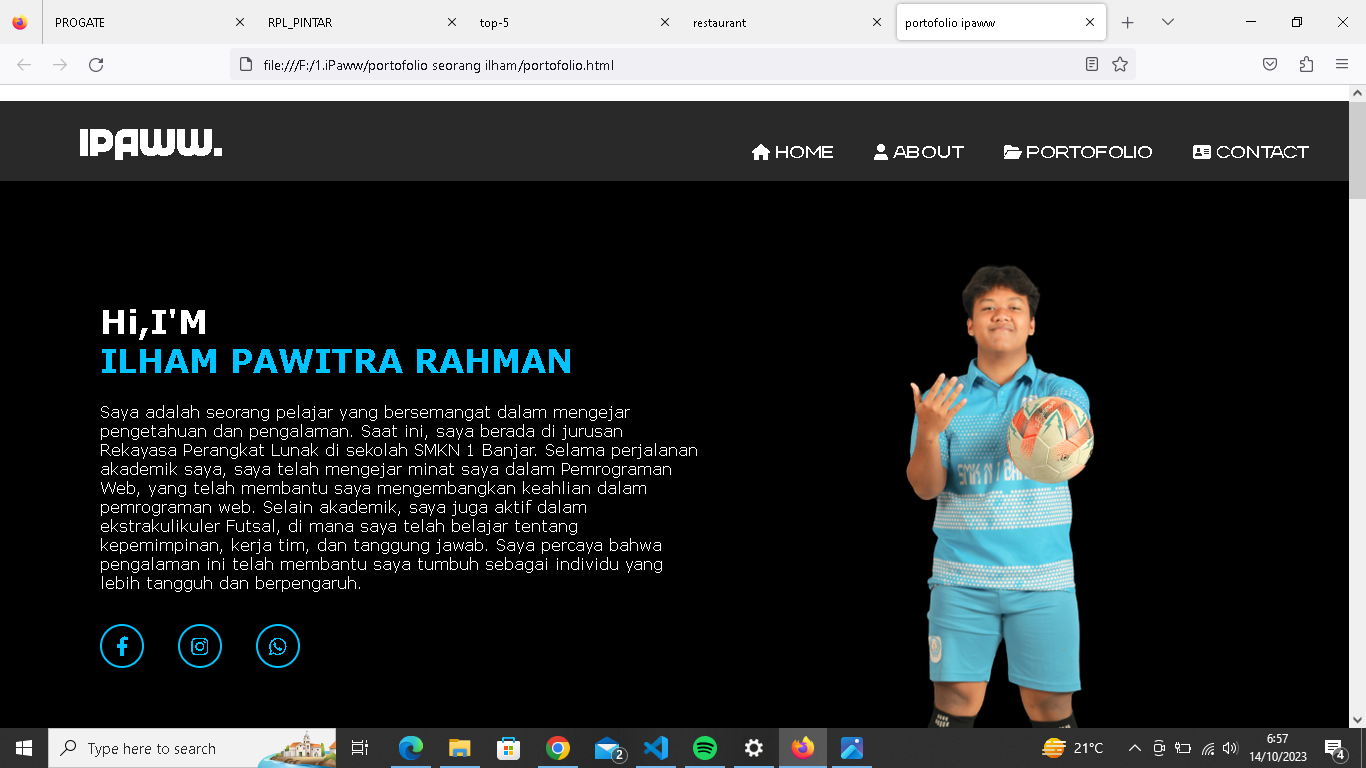 PROGATE
RPL_PINTAR
top-5
restaurant
portofolio ipaww
file:///F:/1.iPaww/portofolio seorang ilham/portofolio.html
IPAWW.
HOME
ABOUT
PORTOFOLIO
CONTACT
Hi,I'M
ILHAM PAWITRA RAHMAN
Saya adalah seorang pelajar yang bersemangat dalam mengejar
pengetahuan dan pengalaman. Saat ini, saya berada di jurusan
Rekayasa Perangkat Lunak di sekolah SMKN 1 Banjar. Selama perjalanan
akademik saya, saya telah mengejar minat saya dalam Pemrograman
Web, yang telah membantu saya mengembangkan keahlian dalam
pemrograman web. Selain akademik, saya juga aktif dalam
ekstrakulikuler Futsal, di mana saya telah belajar tentang
kepemimpinan, kerja tim, dan tanggung jawab. Saya percaya bahwa
pengalaman ini telah membantu saya tumbuh sebagai individu yang
lebih tangguh dan berpengaruh.
SMK N 1
Type here to search
2
21°C
6:57
14/10/2023
4